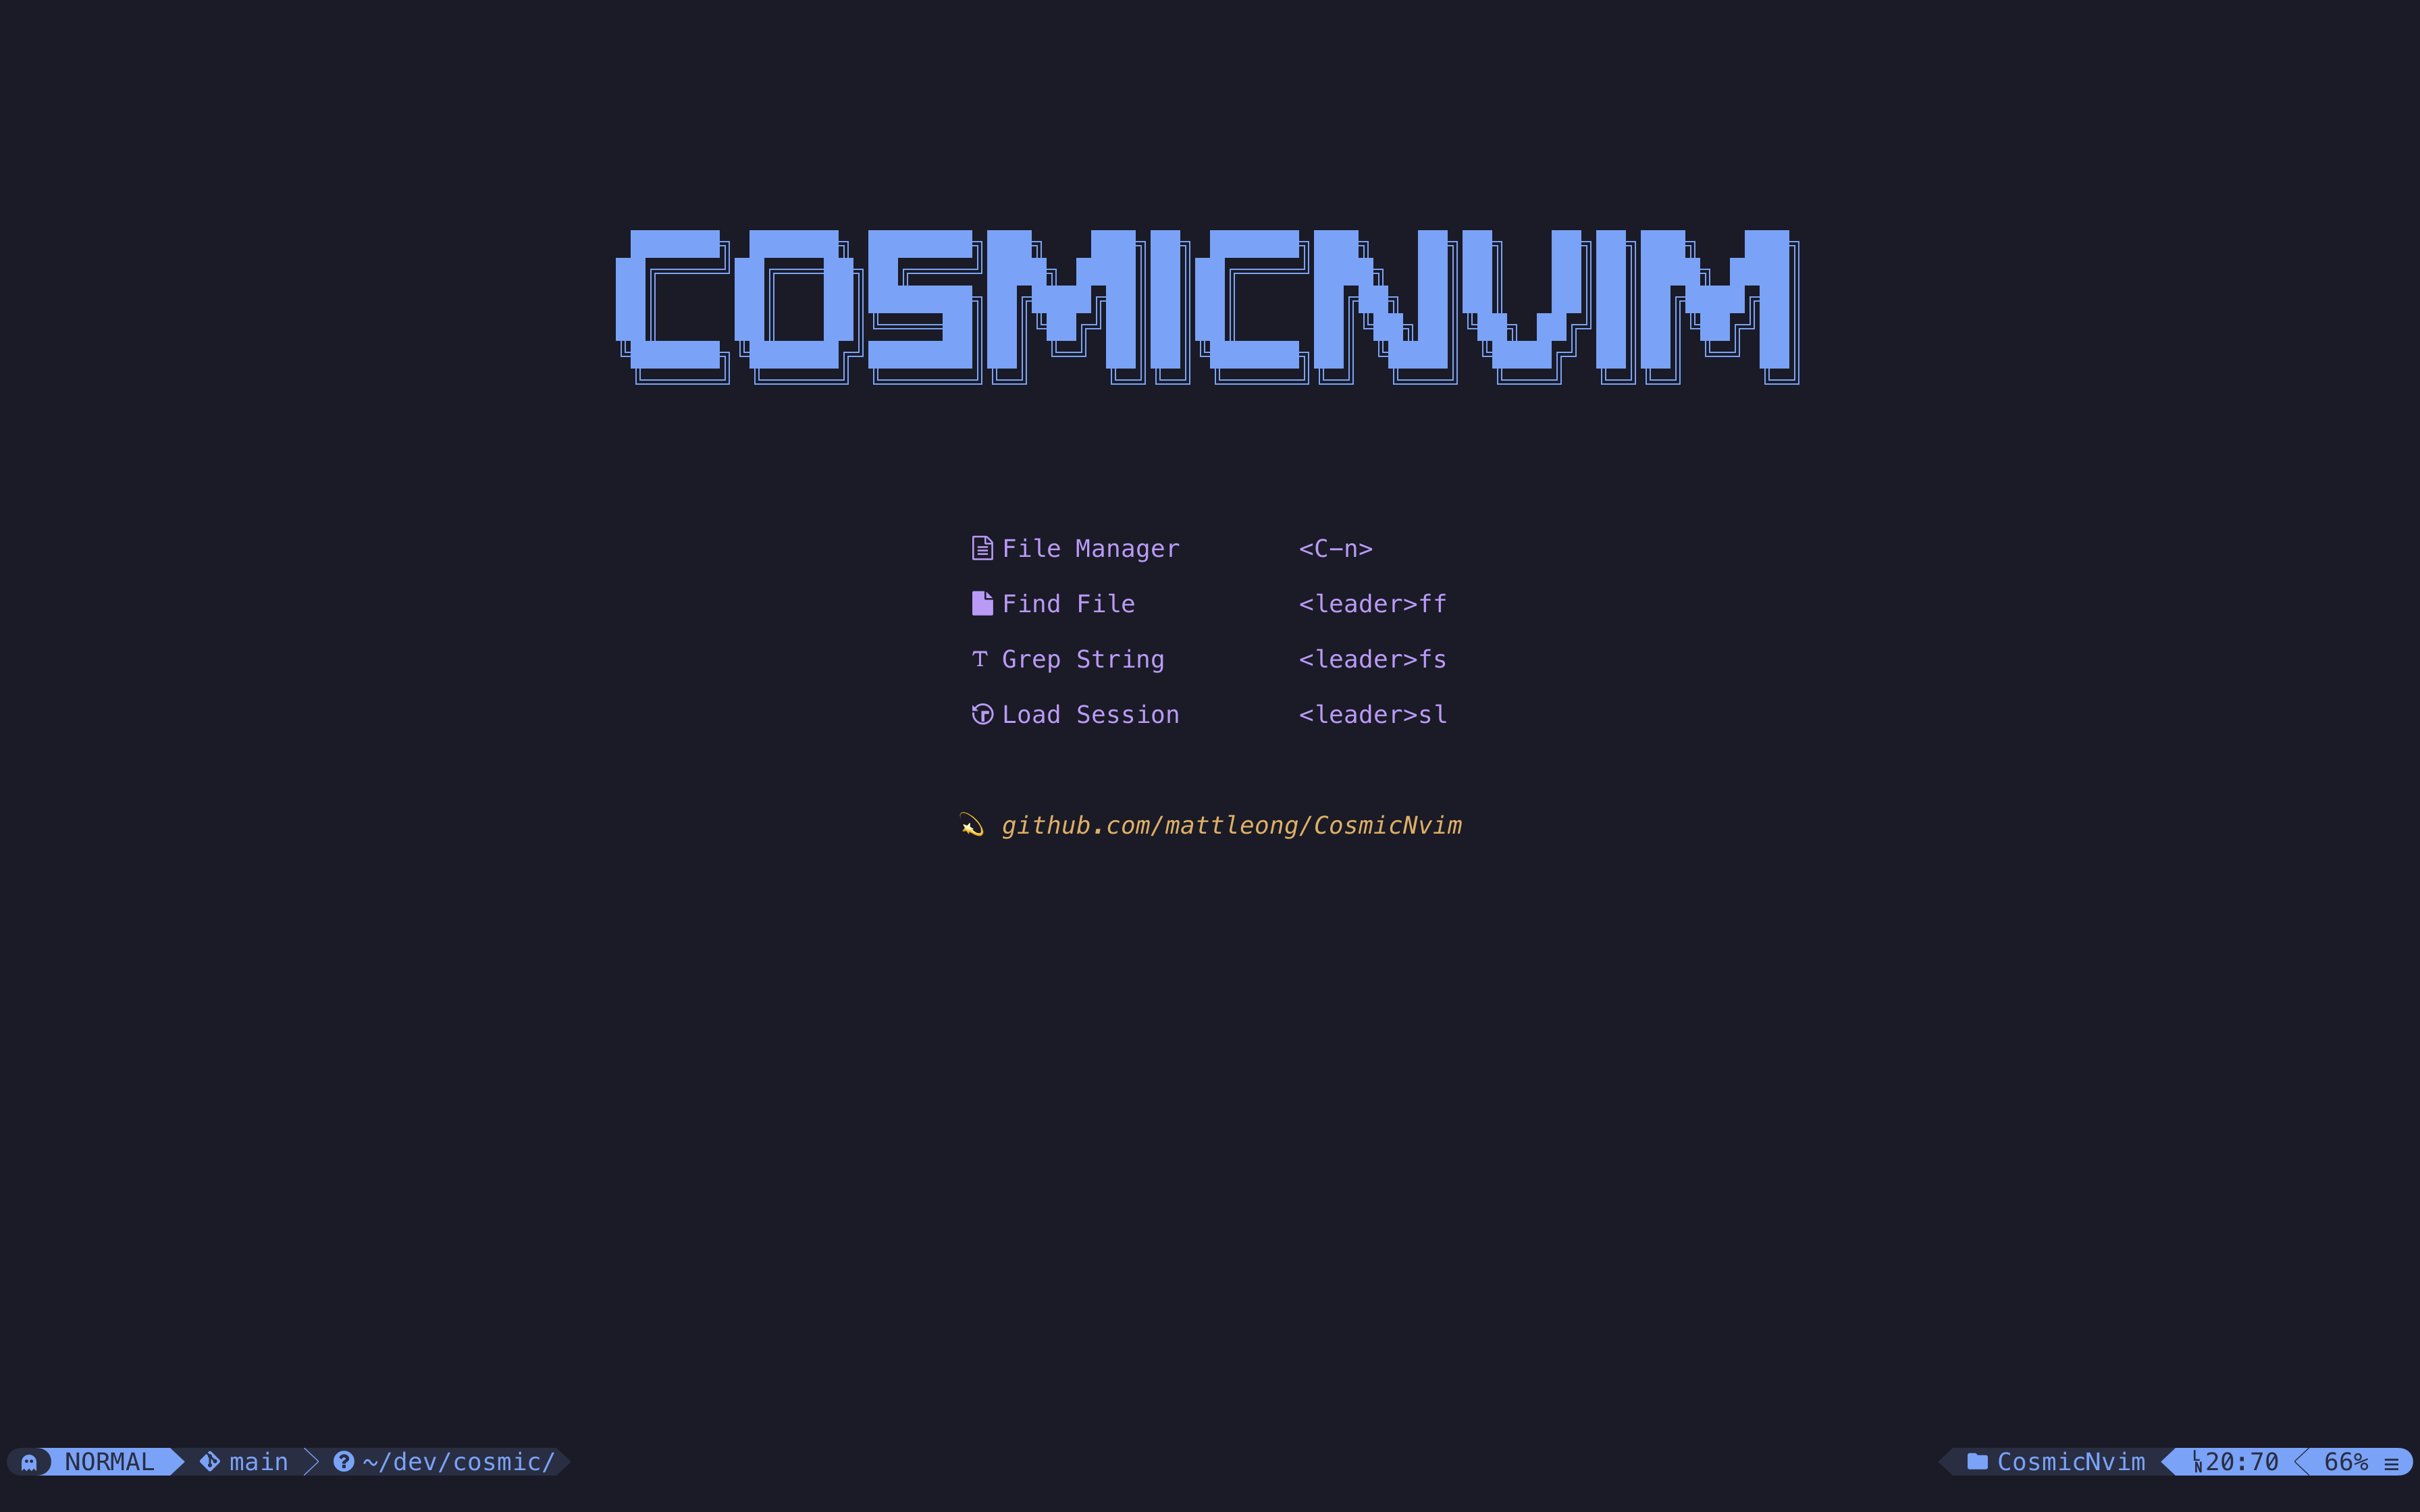 COSMICNVIM
File Manager <C-n>
Find File <leader>ff
Grep String <leader>fs
Load Session <leader>sl
github.com/mattleong/CosmicNvim
NORMAL main ~/dev/cosmic/ CosmicNvim LN 20:70 66%